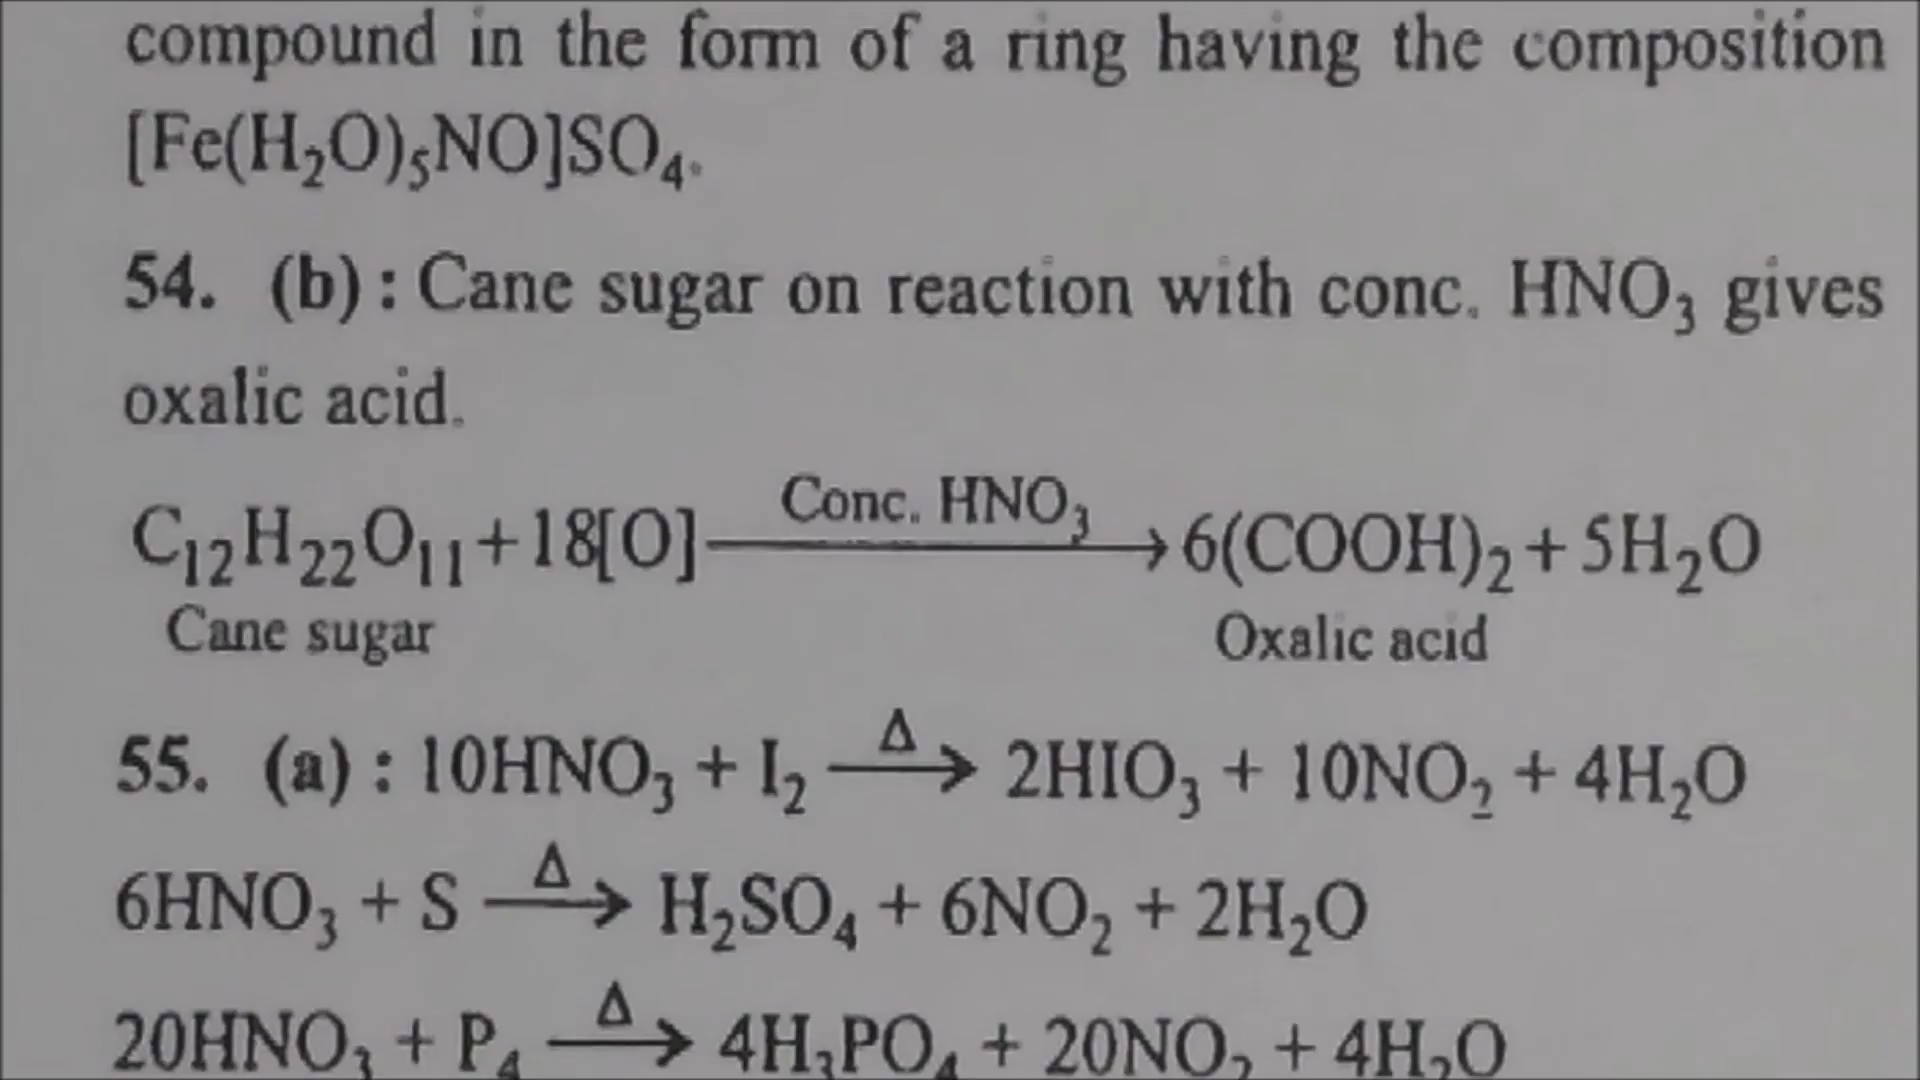 compound in the form of a ring having the composition
[Fe(H₂O)₅NO]SO₄.
54. (b) : Cane sugar on reaction with conc. HNO₃ gives
oxalic acid.
C₁₂H₂₂O₁₁ + 18[O] Conc. HNO₃ → 6(COOH)₂ + 5H₂O
Cane sugar Oxalic acid
55. (a) : 10HNO₃ + I₂ Δ → 2HIO₃ + 10NO₂ + 4H₂O
6HNO₃ + S Δ → H₂SO₄ + 6NO₂ + 2H₂O
20HNO₃ + P₄ Δ → 4H₃PO₄ + 20NO₂ + 4H₂O